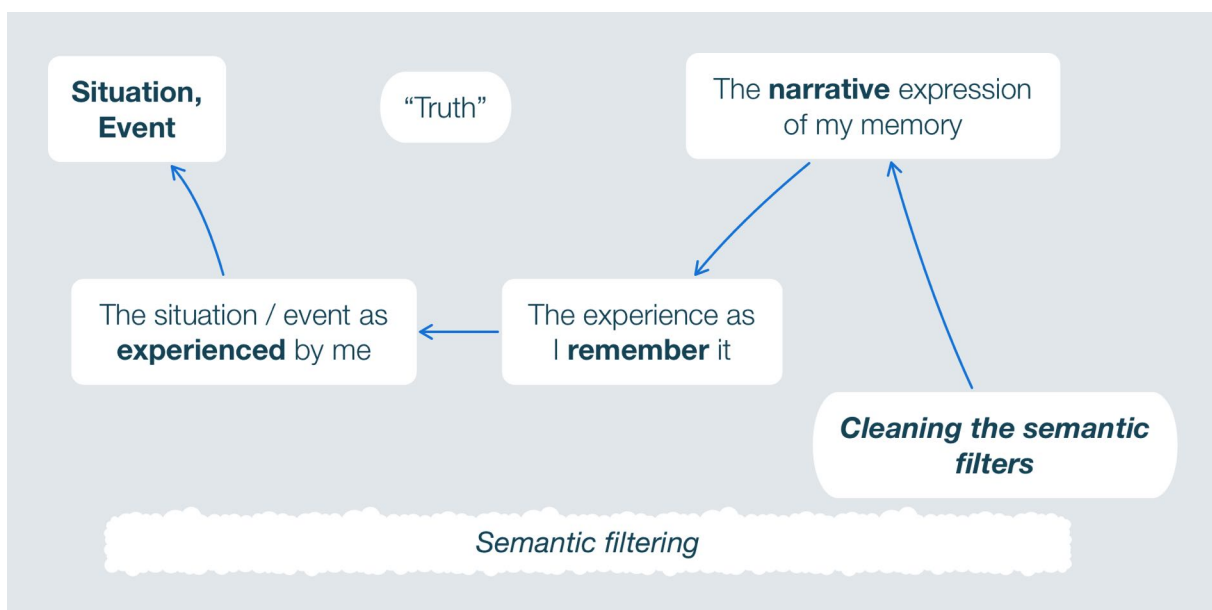 Situation,
Event
“Truth”
The narrative expression
of my memory
The situation / event as
experienced by me
The experience as
I remember it
Cleaning the semantic
filters
Semantic filtering